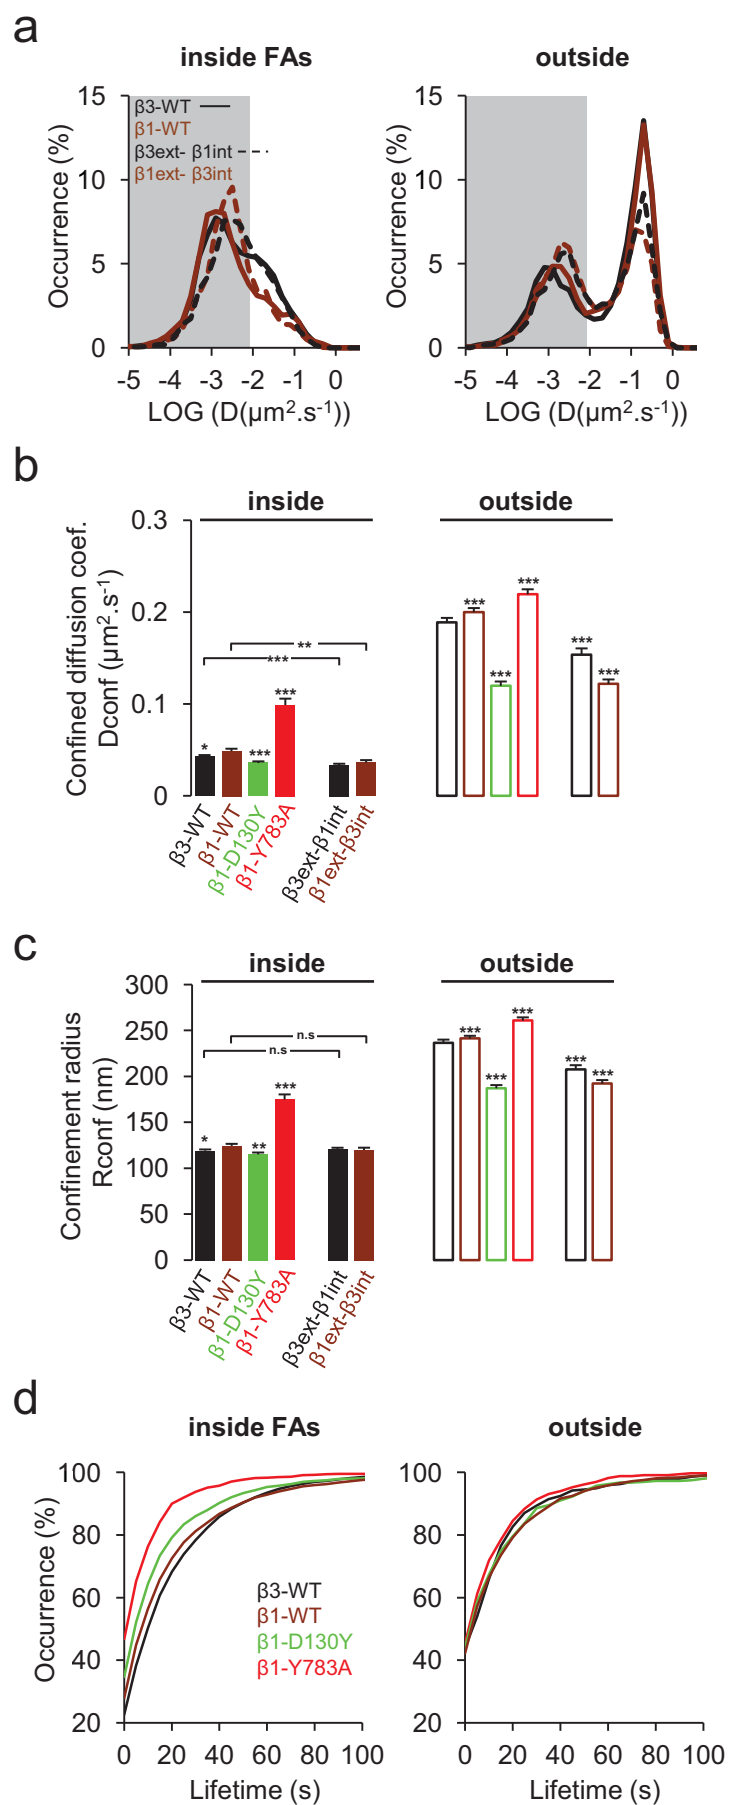 a
inside FAs
outside
15
10
5
0
Occurrence (%)
β3-WT
β1-WT
β3ext- β1int
β1ext- β3int
-5 -4 -3 -2 -1 0
LOG (D(µm².s⁻¹))
15
10
5
0
Occurrence (%)
-5 -4 -3 -2 -1 0
LOG (D(µm².s⁻¹))
b
inside
outside
Confined diffusion coef.
Dconf (µm².s⁻¹)
0.3
0.2
0.1
0
**
***
* *** ***
*** *** *** *** ***
β3-WT
β1-WT
β1-D130Y
β1-Y783A
β3ext-β1int
β1ext-β3int
c
inside
outside
Confinement radius
Rconf (nm)
300
250
200
150
100
50
0
n.s
n.s
* ** ***
*** *** *** *** ***
β3-WT
β1-WT
β1-D130Y
β1-Y783A
β3ext-β1int
β1ext-β3int
d
inside FAs
outside
Occurrence (%)
100
80
60
40
20
β3-WT
β1-WT
β1-D130Y
β1-Y783A
0 20 40 60 80 100
Lifetime (s)
Occurrence (%)
100
80
60
40
20
0 20 40 60 80 100
Lifetime (s)